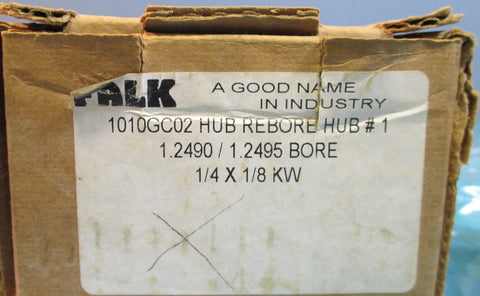 FALK A GOOD NAME
IN INDUSTRY
1010GC02 HUB REBORE HUB # 1
1.2490 / 1.2495 BORE
1/4 X 1/8 KW